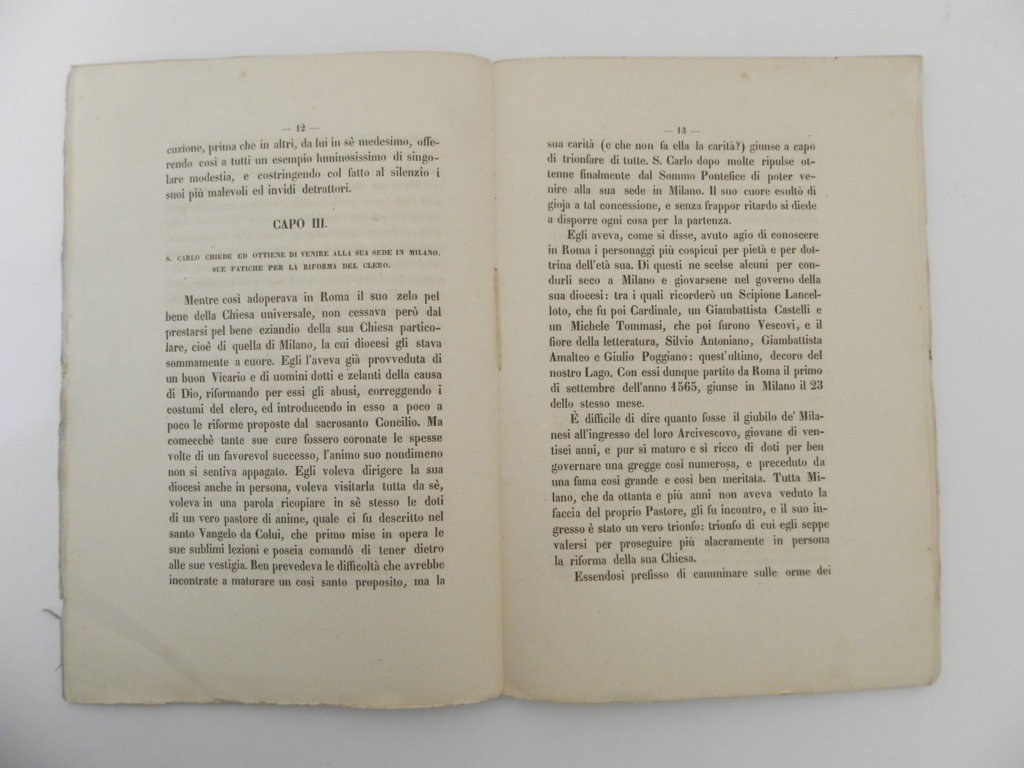 — 12 —
cuzione, prima che in altri, da lui in sè medesimo, offe-
rendo così a tutti un esempio luminosissimo di singo-
lare modestia, e costringendo col fatto al silenzio i
suoi più malevoli ed invidi detrattori.
CAPO III.
S. CARLO CHIEDE ED OTTIENE DI VENIRE ALLA SUA SEDE IN MILANO.
SUE FATICHE PER LA RIFORMA DEL CLERO.
Mentre così adoperava in Roma il suo zelo pel
bene della Chiesa universale, non cessava però dal
prestarsi pel bene eziandio della sua Chiesa partico-
lare, cioè di quella di Milano, la cui diocesi gli stava
sommamente a cuore. Egli l'aveva già provveduta di
un buon Vicario e di uomini dotti e zelanti della causa
di Dio, riformando per essi gli abusi, correggendo i
costumi del clero, ed introducendo in esso a poco a
poco le riforme proposte dal sacrosanto Concilio. Ma
comecchè tante sue cure fossero coronate le spesse
volte di un favorevol successo, l'animo suo nondimeno
non si sentiva appagato. Egli voleva dirigere la sua
diocesi anche in persona, voleva visitarla tutta da sè,
voleva in una parola ricopiare in sè stesso le doti
di un vero pastore di anime, quale ci fu descritto nel
santo Vangelo da Colui, che primo mise in opera le
sue sublimi lezioni e poscia comandò di tener dietro
alle sue vestigia. Ben prevedeva le difficoltà che avrebbe
incontrate a maturare un così santo proposito, ma la
— 13 —
sua carità (e che non fa ella la carità?) giunse a capo
di trionfare di tutte. S. Carlo dopo molte ripulse ot-
tenne finalmente dal Sommo Pontefice di poter ve-
nire alla sua sede in Milano. Il suo cuore esultò di
gioja a tal concessione, e senza frappor ritardo si diede
a disporre ogni cosa per la partenza.
Egli aveva, come si disse, avuto agio di conoscere
in Roma i personaggi più cospicui per pietà e per dot-
trina dell'età sua. Di questi ne scelse alcuni per con-
durli seco a Milano e giovarsene nel governo della
sua diocesi: tra i quali ricorderò un Scipione Lancel-
loto, che fu poi Cardinale, un Giambattista Castelli e
un Michele Tommasi, che poi furono Vescovi, e il
fiore della letteratura, Silvio Antoniano, Giambattista
Amalteo e Giulio Poggiano: quest'ultimo, decoro del
nostro Lago. Con essi dunque partito da Roma il primo
di settembre dell'anno 1565, giunse in Milano il 23
dello stesso mese.
È difficile di dire quanto fosse il giubilo de' Mila-
nesi all'ingresso del loro Arcivescovo, giovane di ven-
tisei anni, e pur sì maturo e sì ricco di doti per ben
governare una gregge così numerosa, e preceduto da
una fama così grande e così ben meritata. Tutta Mi-
lano, che da ottanta e più anni non aveva veduto la
faccia del proprio Pastore, gli fu incontro, e il suo in-
gresso è stato un vero trionfo: trionfo di cui egli seppe
valersi per proseguire più alacremente in persona
la riforma della sua Chiesa.
Essendosi prefisso di camminare sulle orme dei